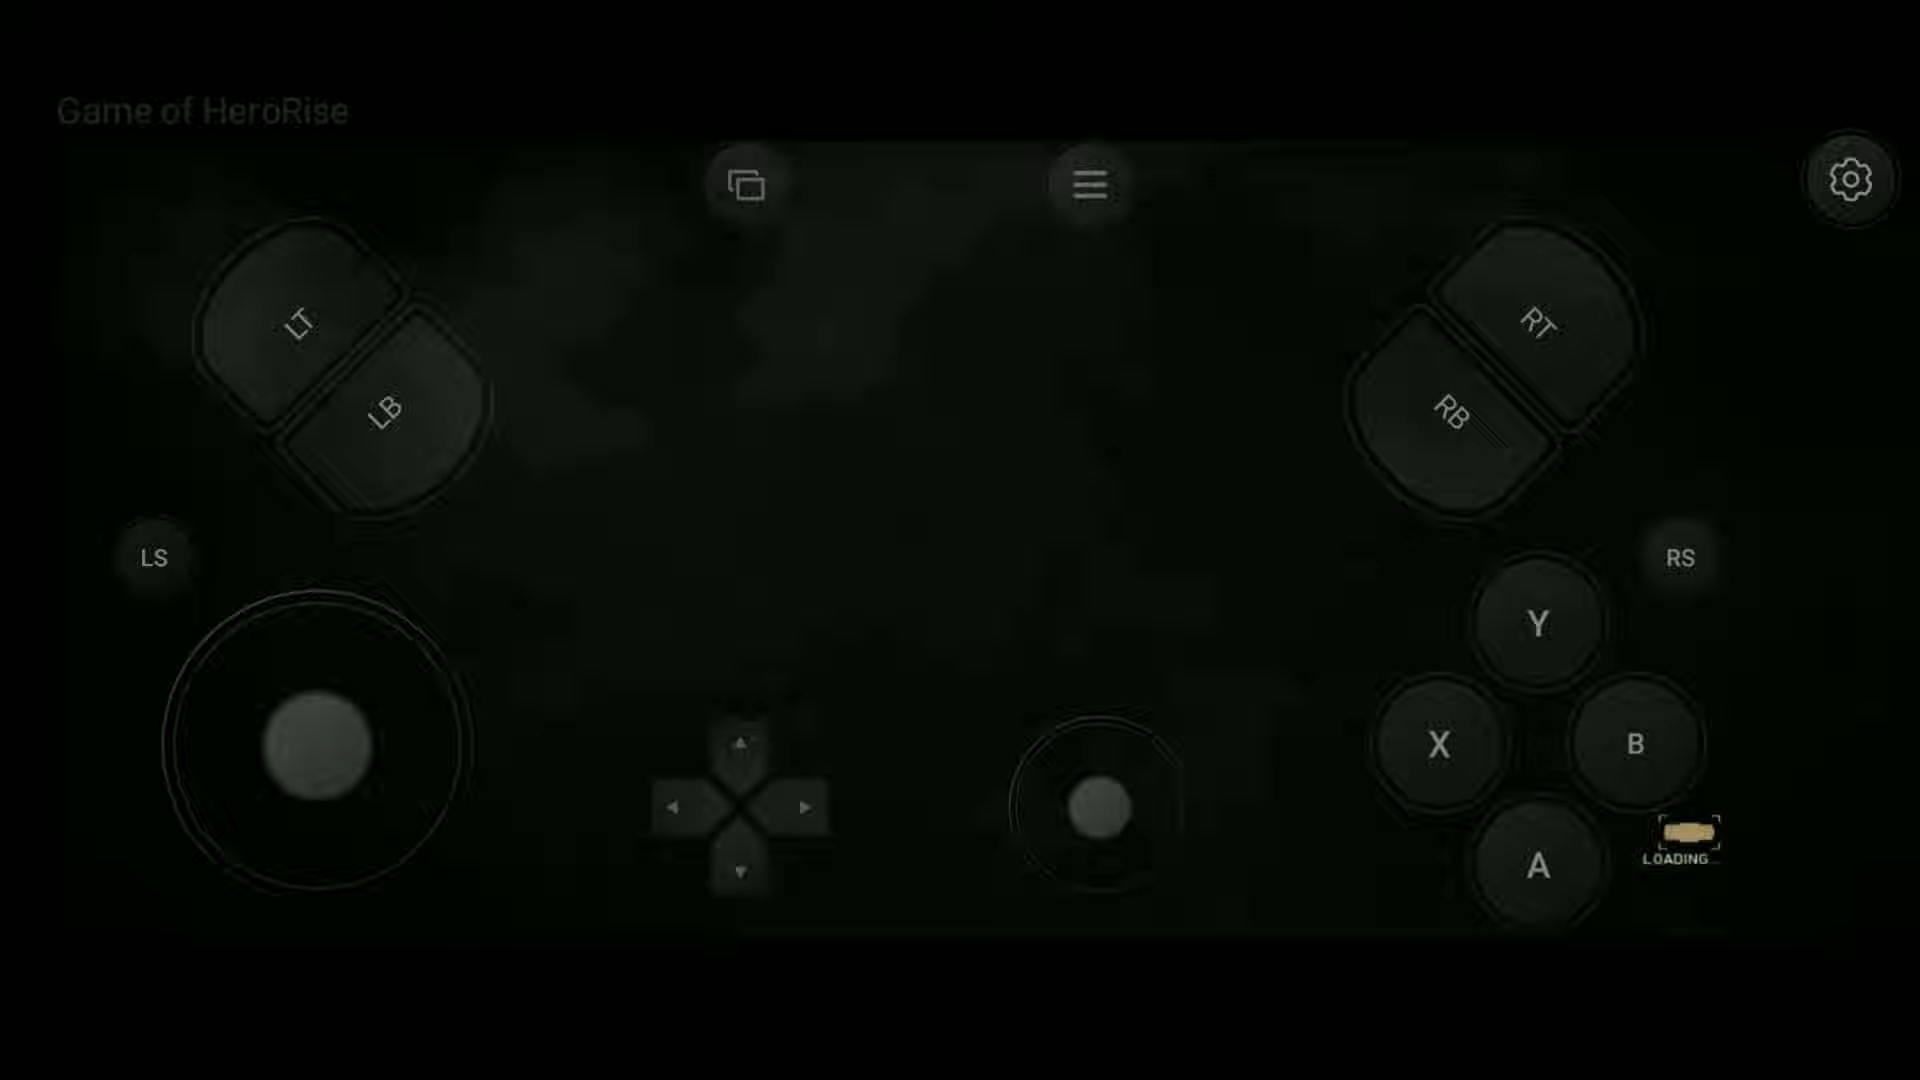 Game of HeroRise
LT
RT
LB
RB
LS
RS
Y
X
B
LOADING...
A